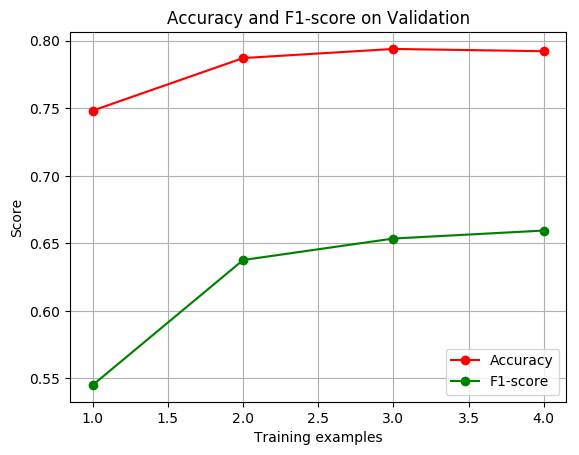 Accuracy and F1-score on Validation
0.80
0.75
0.70
0.65
0.60
0.55
Score
1.0 1.5 2.0 2.5 3.0 3.5 4.0
Training examples
Accuracy
F1-score